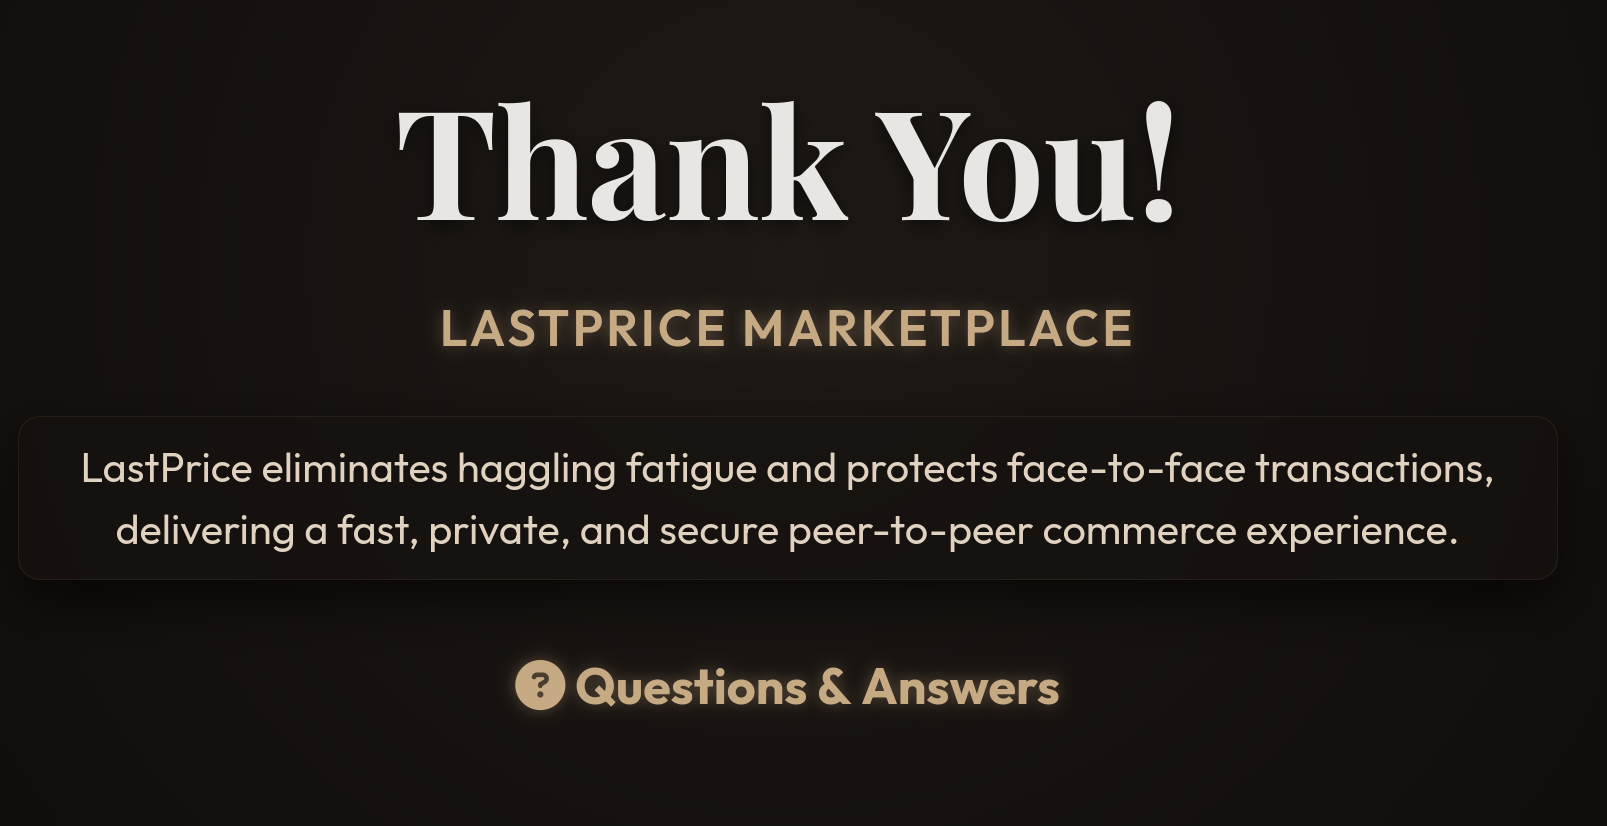 Thank You!
LASTPRICE MARKETPLACE
LastPrice eliminates haggling fatigue and protects face-to-face transactions,
delivering a fast, private, and secure peer-to-peer commerce experience.
? Questions & Answers